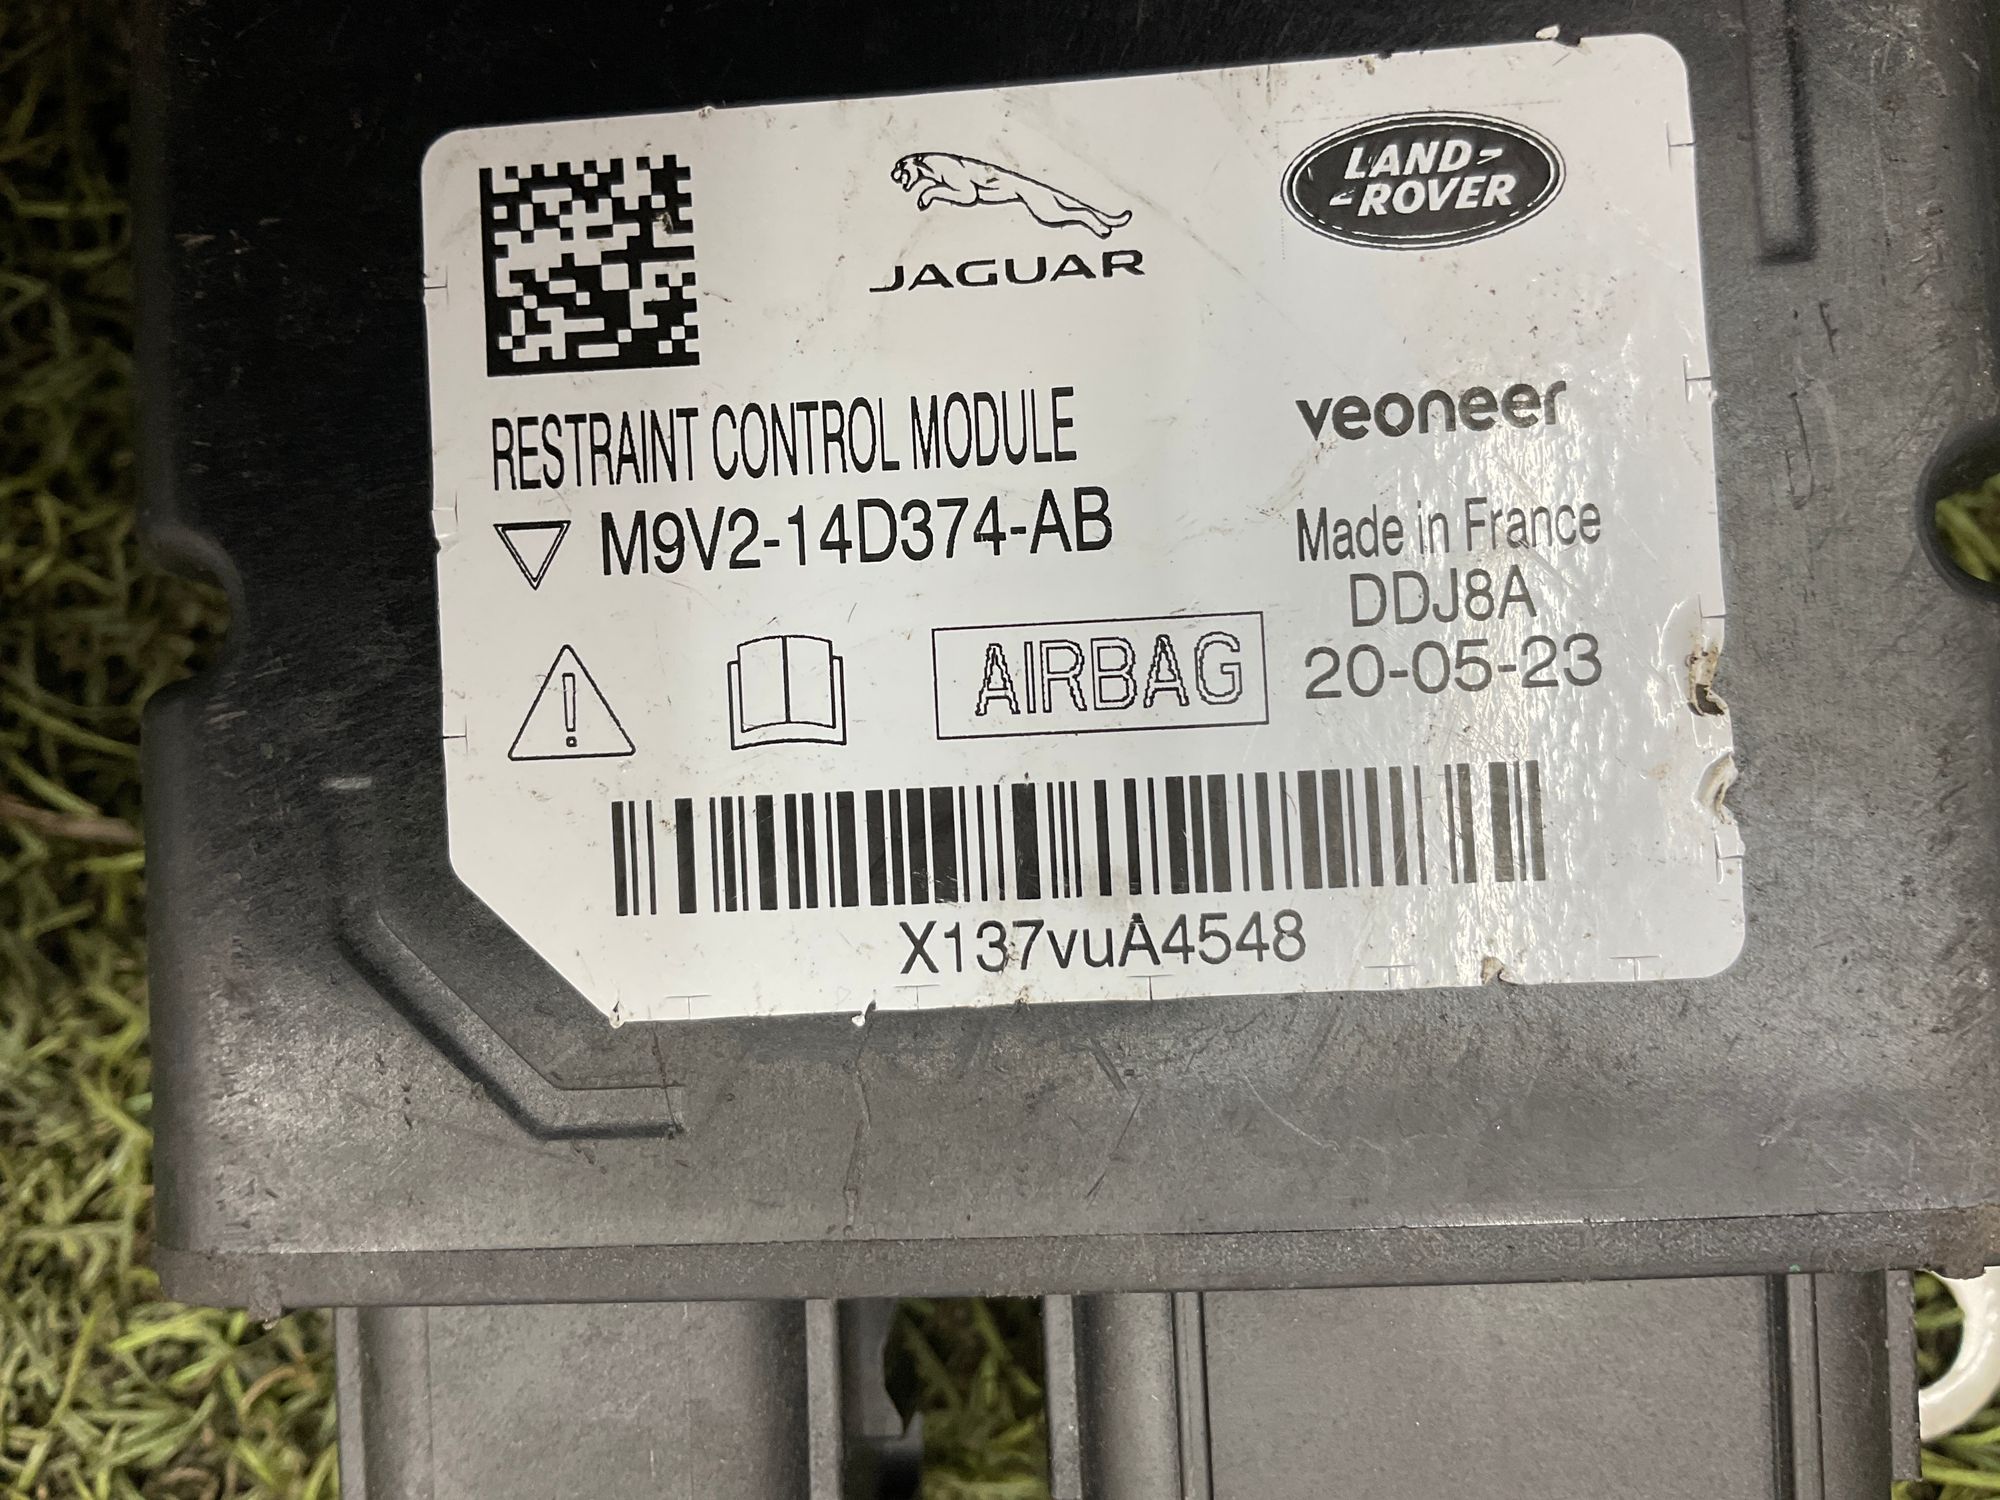 JAGUAR
LAND-
-ROVER
RESTRAINT CONTROL MODULE
veoneer
M9V2-14D374-AB
Made in France
DDJ8A
20-05-23
AIRBAG
X137vuA4548